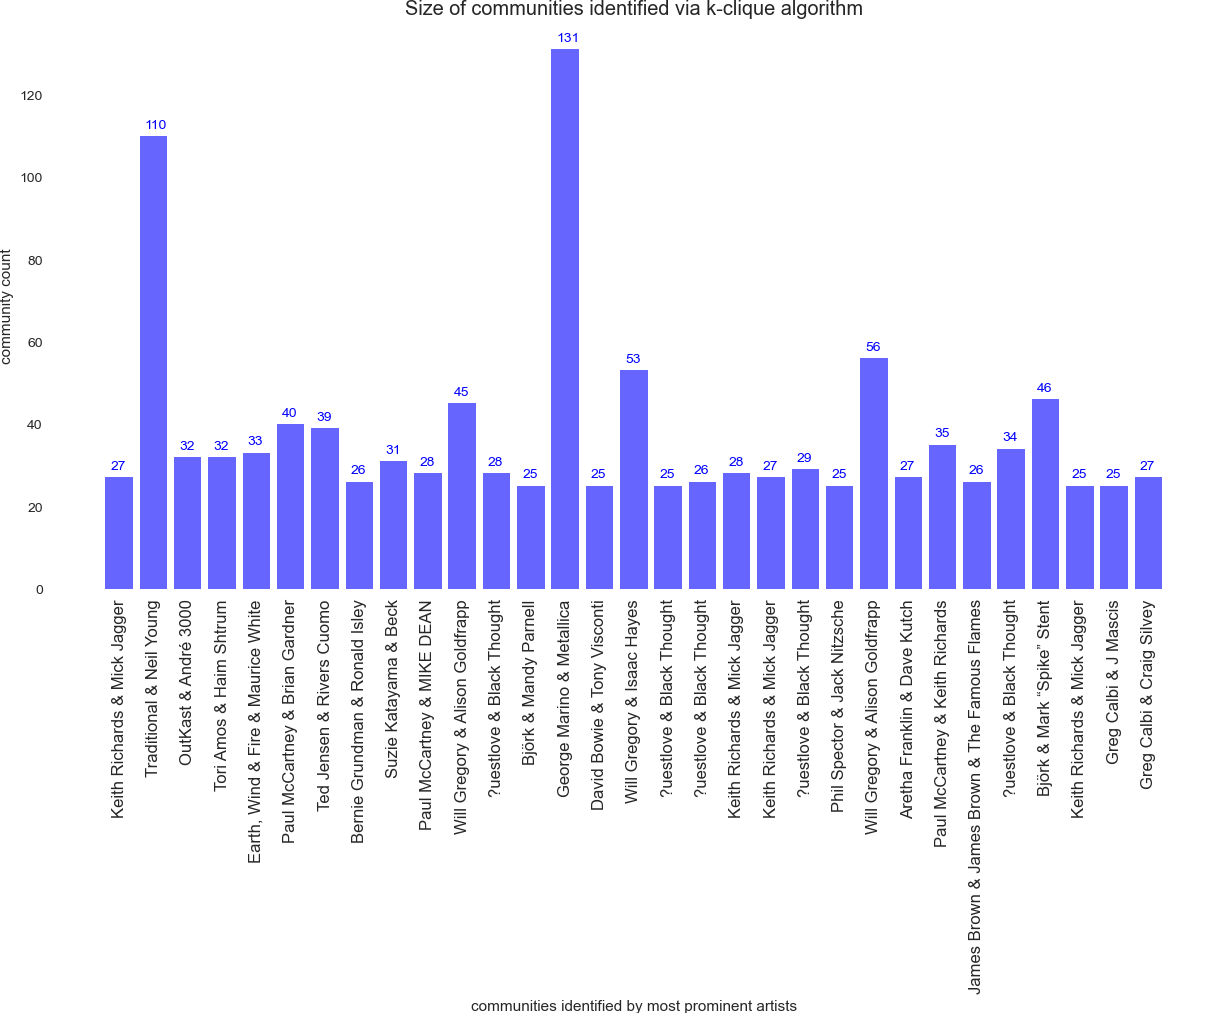 Size of communities identified via k-clique algorithm
community count
120
100
80
60
40
20
0
27
110
32
32
33
40
39
26
31
28
45
28
25
131
25
53
25
26
28
27
29
25
56
27
35
26
34
46
25
25
27
Keith Richards & Mick Jagger
Traditional & Neil Young
OutKast & André 3000
Tori Amos & Haim Shtrum
Earth, Wind & Fire & Maurice White
Paul McCartney & Brian Gardner
Ted Jensen & Rivers Cuomo
Bernie Grundman & Ronald Isley
Suzie Katayama & Beck
Paul McCartney & MIKE DEAN
Will Gregory & Alison Goldfrapp
?uestlove & Black Thought
Björk & Mandy Parnell
George Marino & Metallica
David Bowie & Tony Visconti
Will Gregory & Isaac Hayes
?uestlove & Black Thought
?uestlove & Black Thought
Keith Richards & Mick Jagger
Keith Richards & Mick Jagger
?uestlove & Black Thought
Phil Spector & Jack Nitzsche
Will Gregory & Alison Goldfrapp
Aretha Franklin & Dave Kutch
Paul McCartney & Keith Richards
James Brown & James Brown & The Famous Flames
?uestlove & Black Thought
Björk & Mark “Spike” Stent
Keith Richards & Mick Jagger
Greg Calbi & J Mascis
Greg Calbi & Craig Silvey
communities identified by most prominent artists